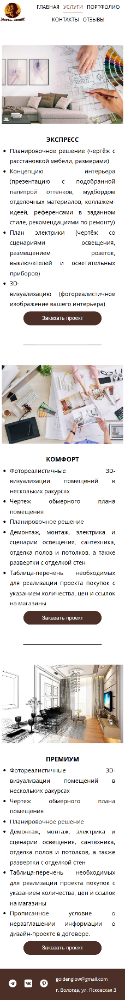 ЗОЛОТОЕ СИЯНИЕ
ГЛАВНАЯ УСЛУГИ ПОРТФОЛИО
КОНТАКТЫ ОТЗЫВЫ
ЭКСПРЕСС
Планировочное решение (чертёж с
расстановкой мебели, размерами)
Концепцию интерьера
(презентацию с подобранной
палитрой оттенков, мудбордом
отделочных материалов, коллажем-
идеей, референсами в заданном
стиле, рекомендациями по ремонту)
План электрики (чертёж со
сценариями освещения,
размещением розеток,
выключателей и осветительных
приборов)
3D-
визуализацию (фотореалистичное
изображение вашего интерьера)
Заказать проект
КОМФОРТ
Фотореалистичные 3D-
визуализации помещений в
нескольких ракурсах
Чертеж обмерного плана
помещения
Планировочное решение
Демонтаж, монтаж, электрика и
сценарии освещения, сантехника,
отделка полов и потолков, а также
развертки с отделкой стен
Таблица-перечень необходимых
для реализации проекта покупок с
указанием количества, цен и ссылок
на магазины
Заказать проект
ПРЕМИУМ
Фотореалистичные 3D-
визуализации помещений в
нескольких ракурсах
Чертеж обмерного плана
помещения
Планировочное решение
Демонтаж, монтаж, электрика и
сценарии освещения, сантехника,
отделка полов и потолков, а также
развертки с отделкой стен
Таблица-перечень необходимых
для реализации проекта покупок с
указанием количества, цен и ссылок
на магазины
Прописанное условие о
неразглашении информации о
дизайн-проекте в договоре.
Заказать проект
goldenglow@gmail.com
г. Вологда, ул. Псковская 3